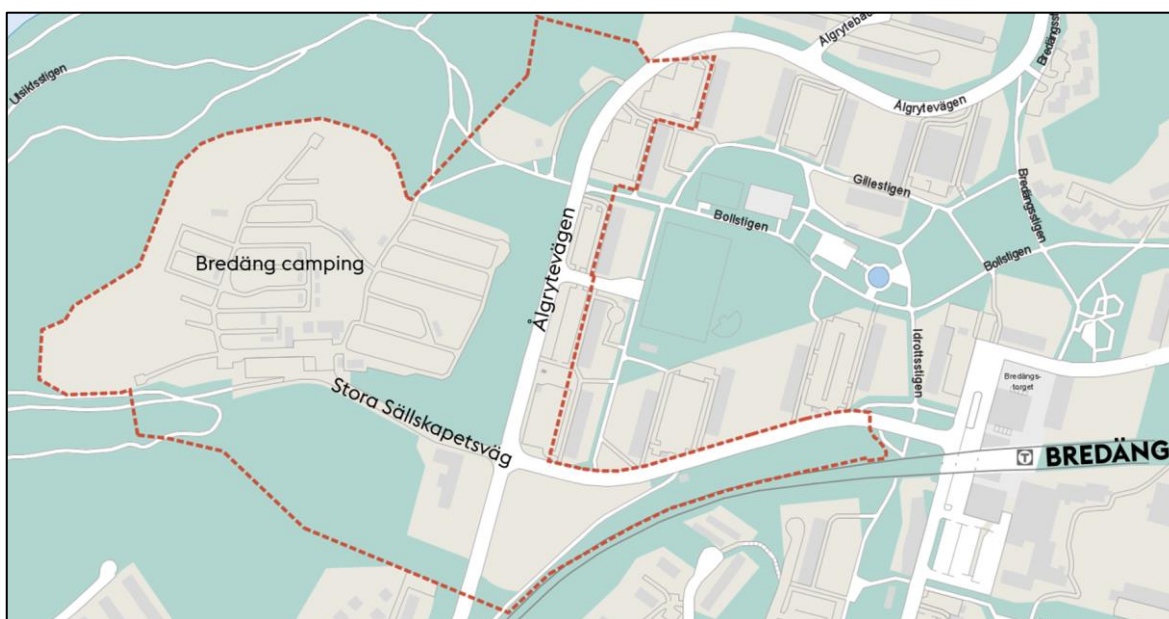 Utsiktsstigen
Ålgrytevägen
Gillestigen
Bredängsstigen
Bollstigen
Bollstigen
Idrottsstigen
Bredäng camping
Ålgrytevägen
Stora Sällskapetsväg
Bredängs-
torget
T
BREDÄNG